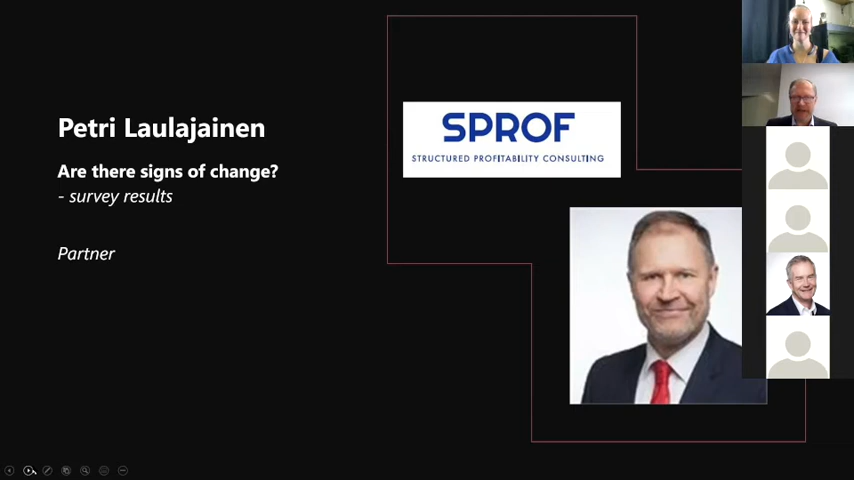 Petri Laulajainen
Are there signs of change?
- survey results
Partner
SPROF
STRUCTURED PROFITABILITY CONSULTING